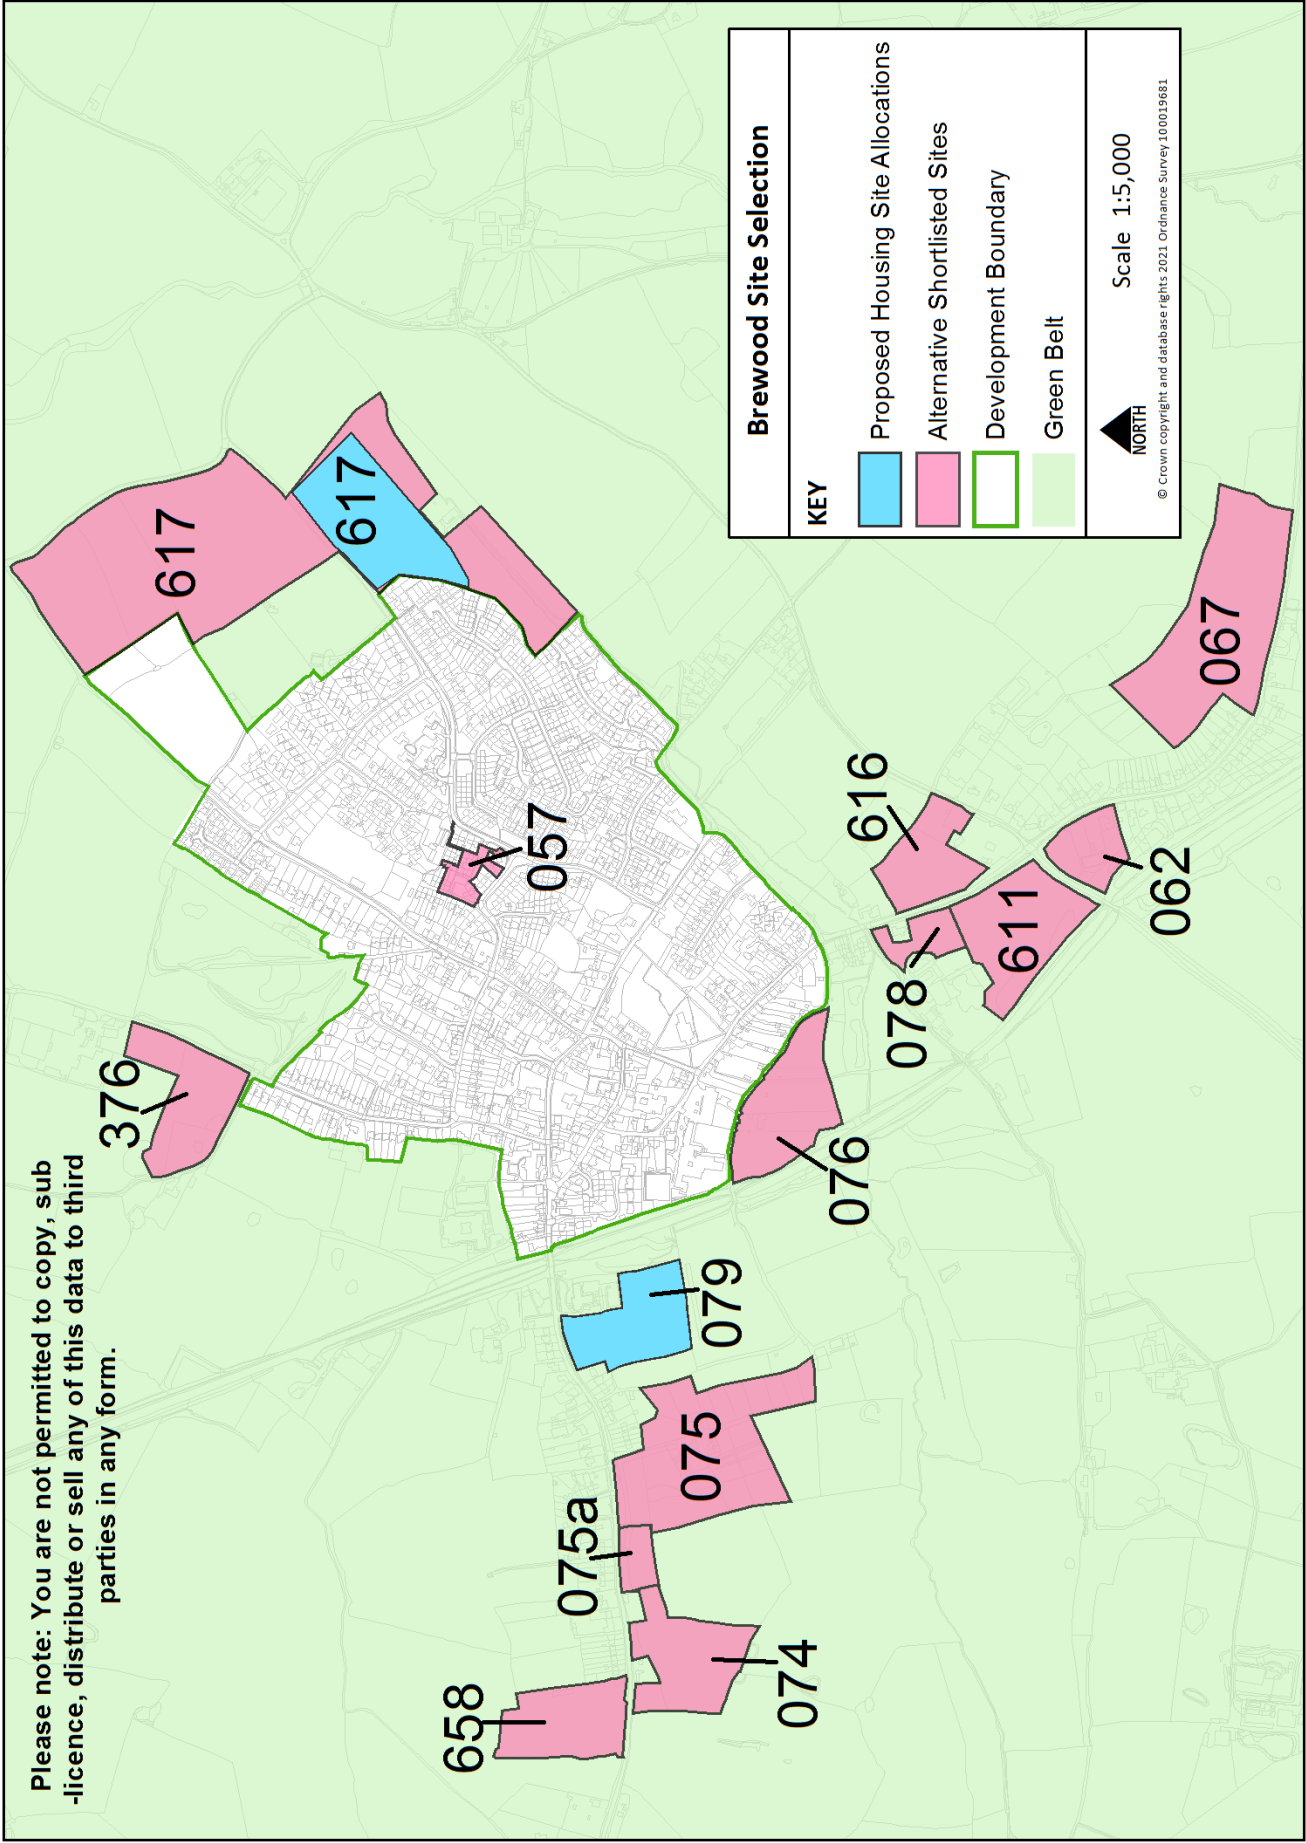 Please note: You are not permitted to copy, sub
-licence, distribute or sell any of this data to third
parties in any form.
376
617
617
057
658
075a
074
075
079
076
078
616
611
062
067
Brewood Site Selection
KEY
Proposed Housing Site Allocations
Alternative Shortlisted Sites
Development Boundary
Green Belt
NORTH
Scale 1:5,000
© Crown copyright and database rights 2021 Ordnance Survey 100019681